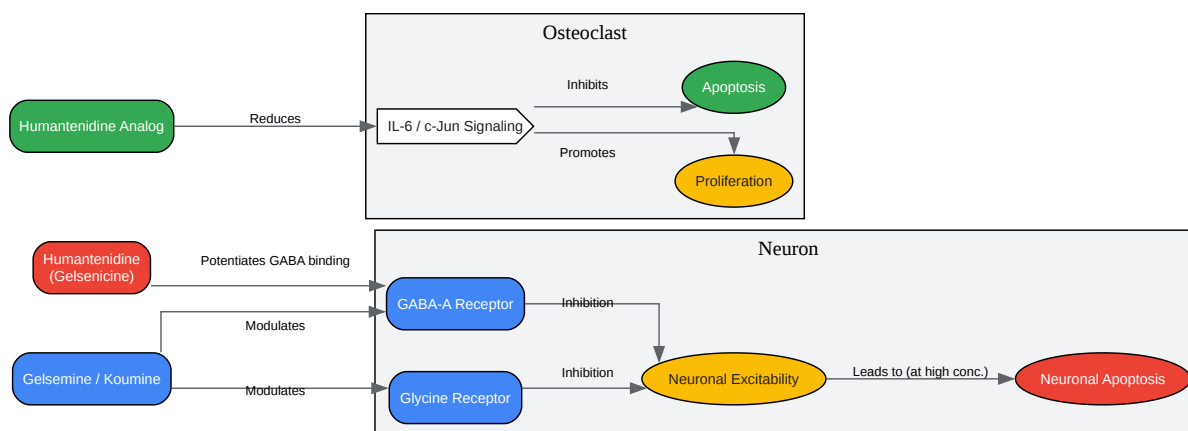 Osteoclast
Humantenidine Analog
Reduces
IL-6 / c-Jun Signaling
Inhibits
Apoptosis
Promotes
Proliferation
Neuron
Humantenidine
(Gelsenicine)
Potentiates GABA binding
GABA-A Receptor
Inhibition
Modulates
Gelsemine / Koumine
Modulates
Glycine Receptor
Inhibition
Neuronal Excitability
Leads to (at high conc.)
Neuronal Apoptosis